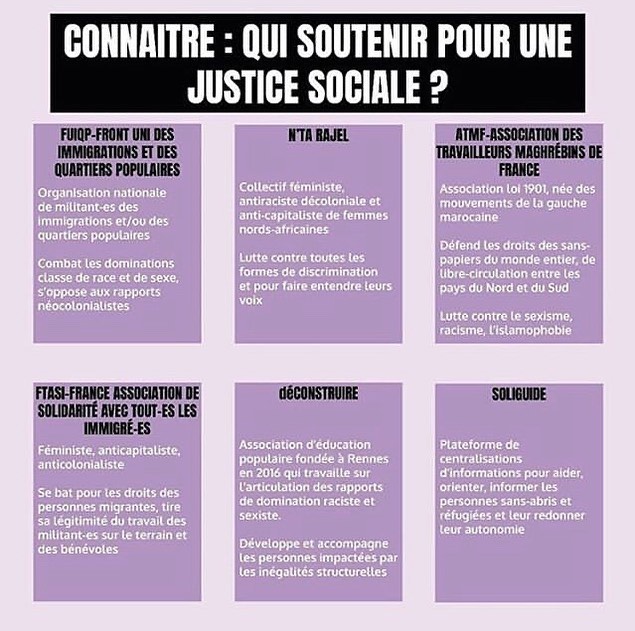 CONNAITRE : QUI SOUTENIR POUR UNE
JUSTICE SOCIALE ?
FUIQP-FRONT UNI DES
IMMIGRATIONS ET DES
QUARTIERS POPULAIRES
Organisation nationale
de militant-es des
immigrations et/ou des
quartiers populaires
Combat les dominations
classe de race et de sexe,
s'oppose aux rapports
néocolonialistes
N'TA RAJEL
Collectif féministe,
antiraciste décoloniale et
anti-capitaliste de femmes
nords-africaines
Lutte contre toutes les
formes de discrimination
et pour faire entendre leurs
voix
ATMF-ASSOCIATION DES
TRAVAILLEURS MAGHRÉBINS DE
FRANCE
Association loi 1901, née des
mouvements de la gauche
marocaine
Défend les droits des sans-
papiers du monde entier, de
libre-circulation entre les
pays du Nord et du Sud
Lutte contre le sexisme,
racisme, l'islamophobie
FTASI-FRANCE ASSOCIATION DE
SOLIDARITÉ AVEC TOUT-ES LES
IMMIGRÉ-ES
Féministe, anticapitaliste,
anticolonialiste
Se bat pour les droits des
personnes migrantes, tire
sa légitimité du travail des
militant-es sur le terrain et
des bénévoles
déCONSTRUIRE
Association d'éducation
populaire fondée à Rennes
en 2016 qui travaille sur
l'articulation des rapports
de domination raciste et
sexiste.
Développe et accompagne
les personnes impactées par
les inégalités structurelles
SOLIGUIDE
Plateforme de
centralisations
d'informations pour aider,
orienter, informer les
personnes sans-abris et
réfugiées et leur redonner
leur autonomie